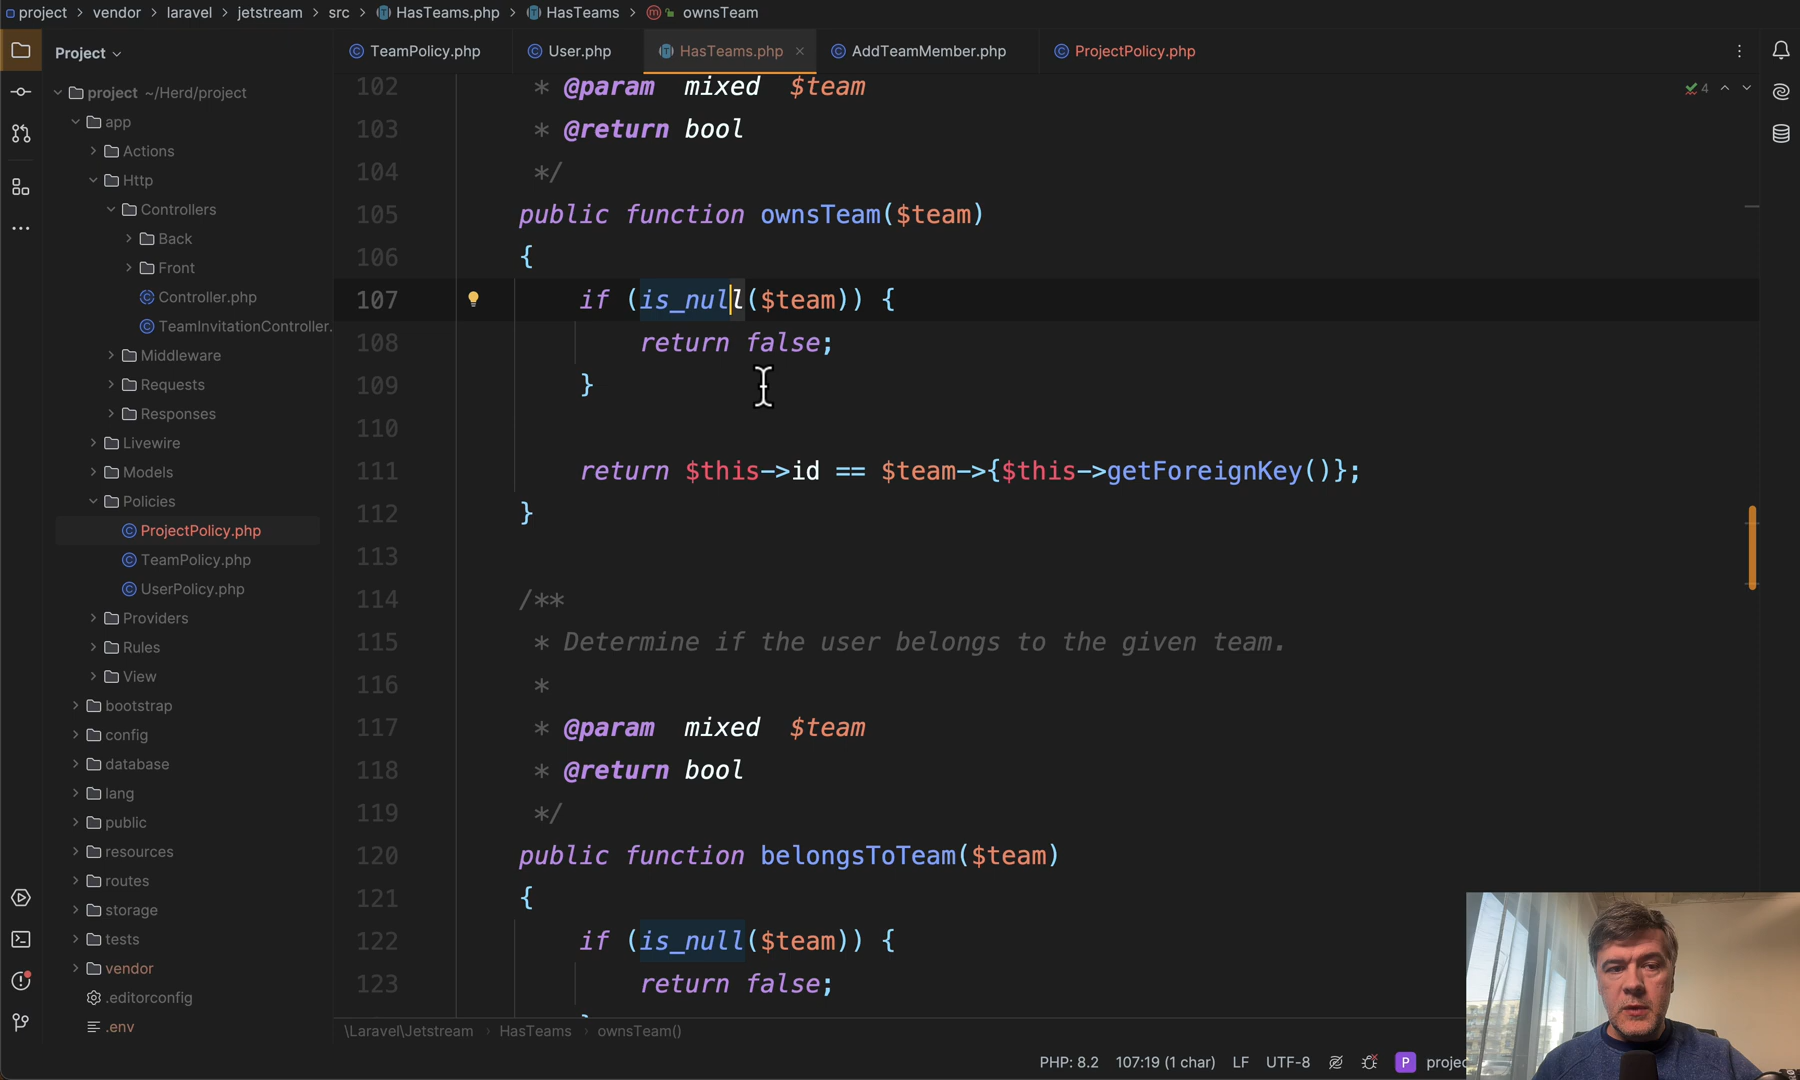 project > vendor > laravel > jetstream > src > HasTeams.php > HasTeams > ownsTeam
Project
TeamPolicy.php
User.php
HasTeams.php
AddTeamMember.php
ProjectPolicy.php
project ~/Herd/project
app
Actions
Http
Controllers
Back
Front
Controller.php
TeamInvitationController.
Middleware
Requests
Responses
Livewire
Models
Policies
ProjectPolicy.php
TeamPolicy.php
UserPolicy.php
Providers
Rules
View
bootstrap
config
database
lang
public
resources
routes
storage
tests
vendor
.editorconfig
.env
4
102 * @param mixed $team
103 * @return bool
104 */
105 public function ownsTeam($team)
106 {
107 if (is_null($team)) {
108 return false;
109 }
110
111 return $this->id == $team->{$this->getForeignKey()};
112 }
113
114 /**
115 * Determine if the user belongs to the given team.
116 *
117 * @param mixed $team
118 * @return bool
119 */
120 public function belongsToTeam($team)
121 {
122 if (is_null($team)) {
123 return false;
\Laravel\Jetstream > HasTeams > ownsTeam()
PHP: 8.2 107:19 (1 char) LF UTF-8 P projec